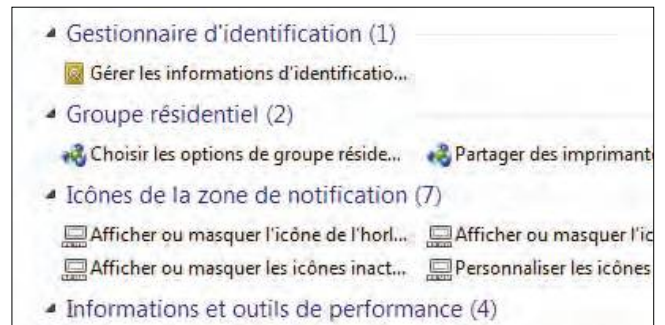 Gestionnaire d'identification (1)
Gérer les informations d'identificatio...
Groupe résidentiel (2)
Choisir les options de groupe réside... Partager des imprimant
Icônes de la zone de notification (7)
Afficher ou masquer l'icône de l'horl... Afficher ou masquer l'ic
Afficher ou masquer les icônes inact... Personnaliser les icônes
Informations et outils de performance (4)